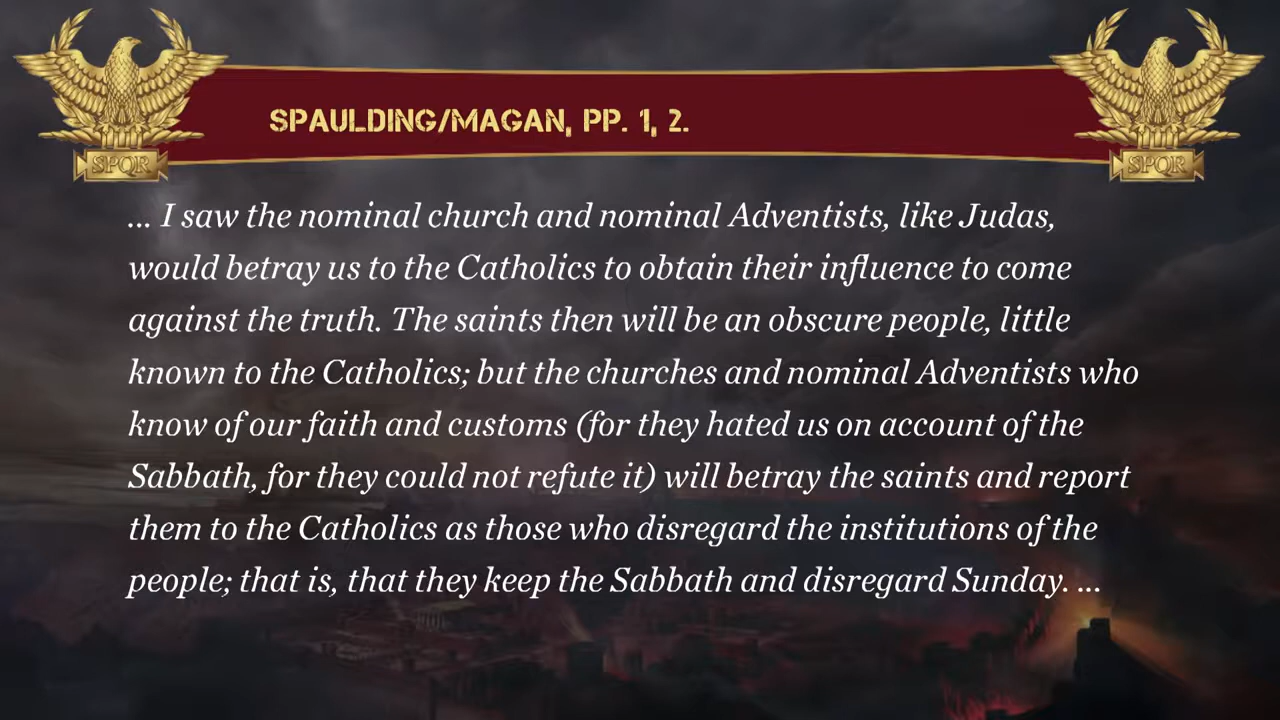 SPAULDING/MAGAN, PP. 1, 2.
SPQR
SPQR
... I saw the nominal church and nominal Adventists, like Judas,
would betray us to the Catholics to obtain their influence to come
against the truth. The saints then will be an obscure people, little
known to the Catholics; but the churches and nominal Adventists who
know of our faith and customs (for they hated us on account of the
Sabbath, for they could not refute it) will betray the saints and report
them to the Catholics as those who disregard the institutions of the
people; that is, that they keep the Sabbath and disregard Sunday. ...